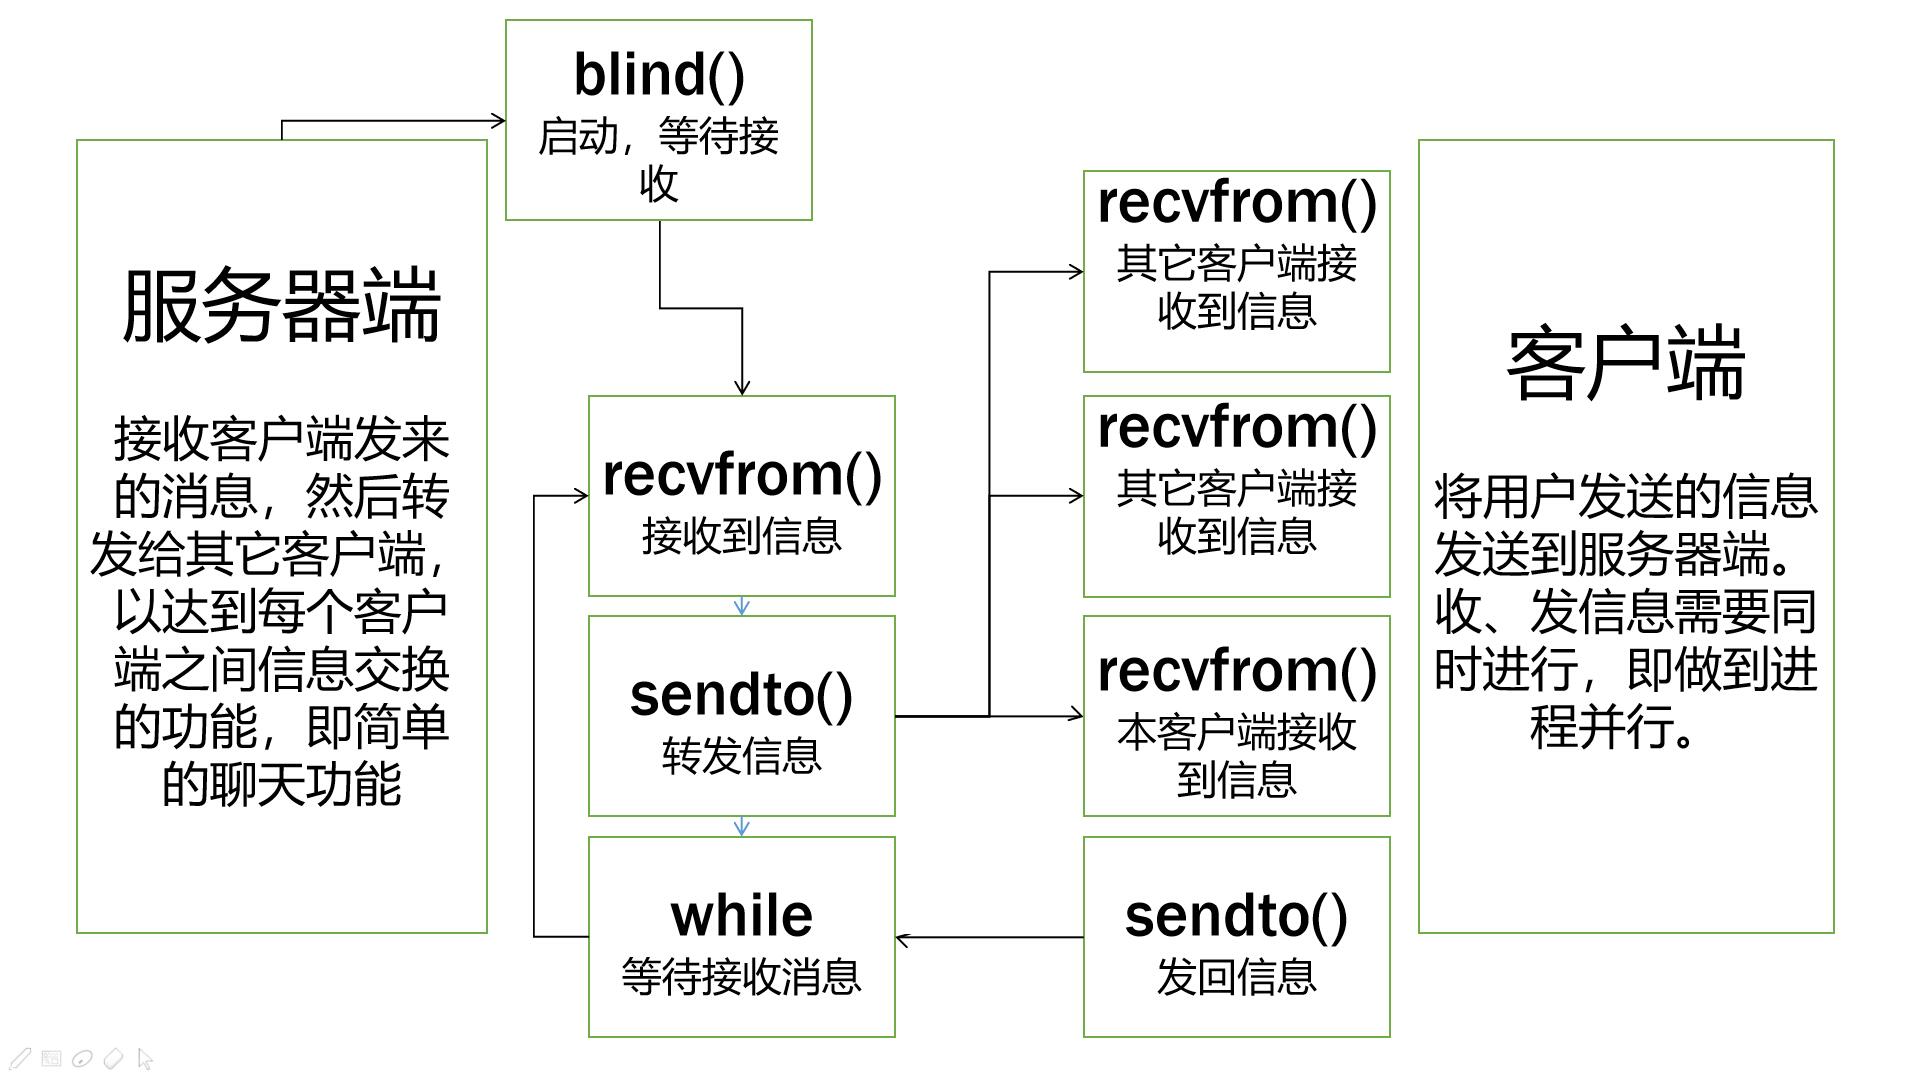 blind()
启动，等待接
收
服务器端
接收客户端发来
的消息，然后转
发给其它客户端，
以达到每个客户
端之间信息交换
的功能，即简单
的聊天功能
recvfrom()
接收到信息
sendto()
转发信息
while
等待接收消息
recvfrom()
其它客户端接
收到信息
recvfrom()
其它客户端接
收到信息
recvfrom()
本客户端接收
到信息
sendto()
发回信息
客户端
将用户发送的信息
发送到服务器端。
收、发信息需要同
时进行，即做到进
程并行。